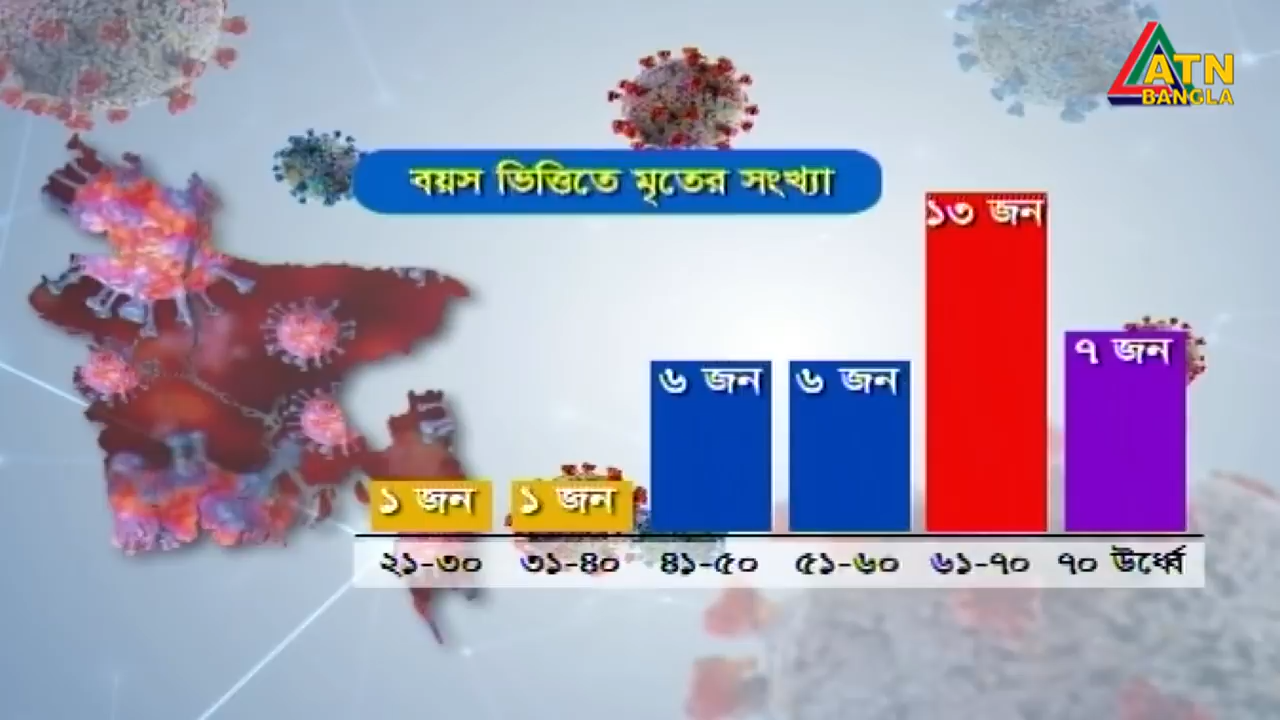 ATN
BANGLA
বয়স ভিত্তিতে মৃতের সংখ্যা
১ জন
১ জন
৬ জন
৬ জন
১৩ জন
৭ জন
২১-৩০ ৩১-৪০ ৪১-৫০ ৫১-৬০ ৬১-৭০ ৭০ উর্ধ্বে